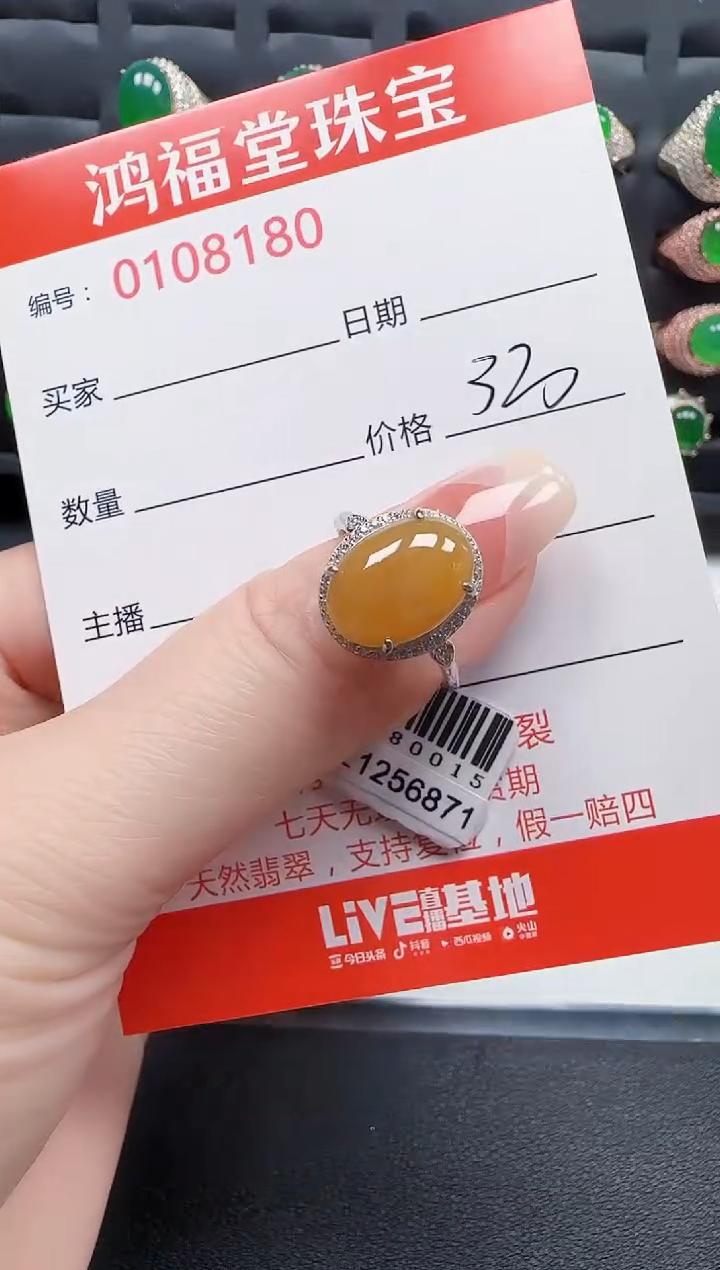 鸿福堂珠宝
编号： 0108180
日期
买家
价格 320
数量
主播
裂
期
七天无
天然翡翠，支持复检，假一赔四
80015
1256871
LIVE直播基地
今日头条 抖音 西瓜视频 火山